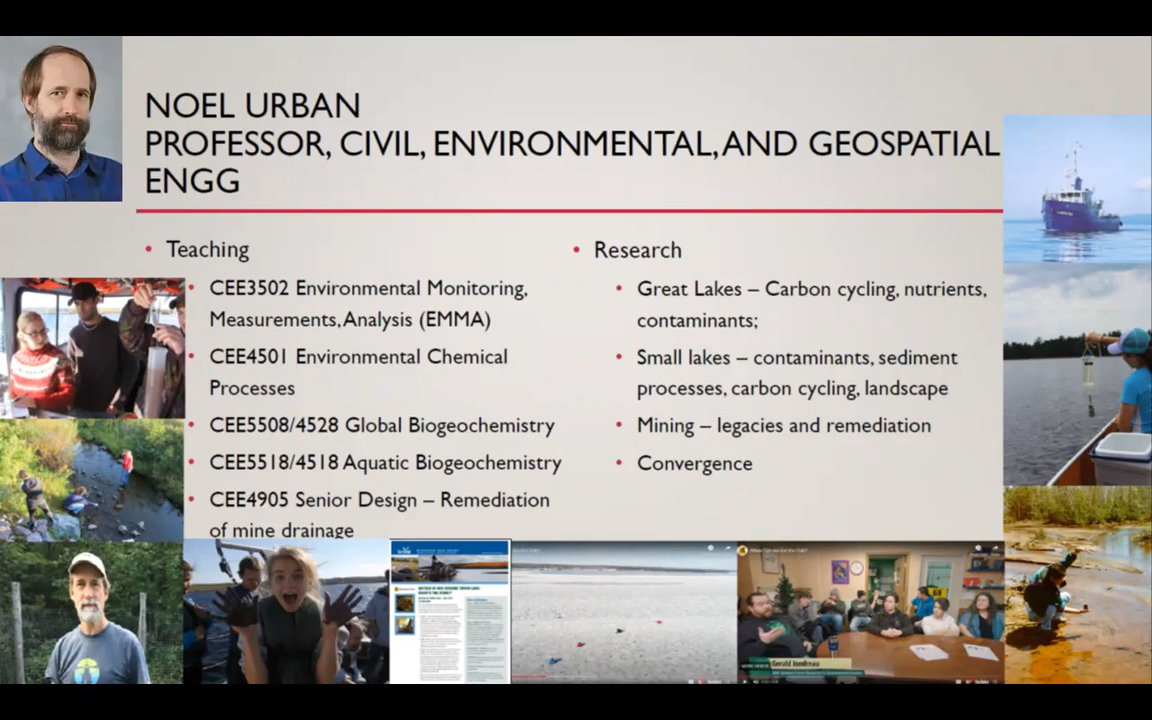 NOEL URBAN
PROFESSOR, CIVIL, ENVIRONMENTAL, AND GEOSPATIAL
ENGG
• Teaching
• CEE3502 Environmental Monitoring,
Measurements, Analysis (EMMA)
• CEE4501 Environmental Chemical
Processes
• CEE5508/4528 Global Biogeochemistry
• CEE5518/4518 Aquatic Biogeochemistry
• CEE4905 Senior Design – Remediation
of mine drainage
• Research
• Great Lakes – Carbon cycling, nutrients,
contaminants;
• Small lakes – contaminants, sediment
processes, carbon cycling, landscape
• Mining – legacies and remediation
• Convergence
Gerald Jondreau